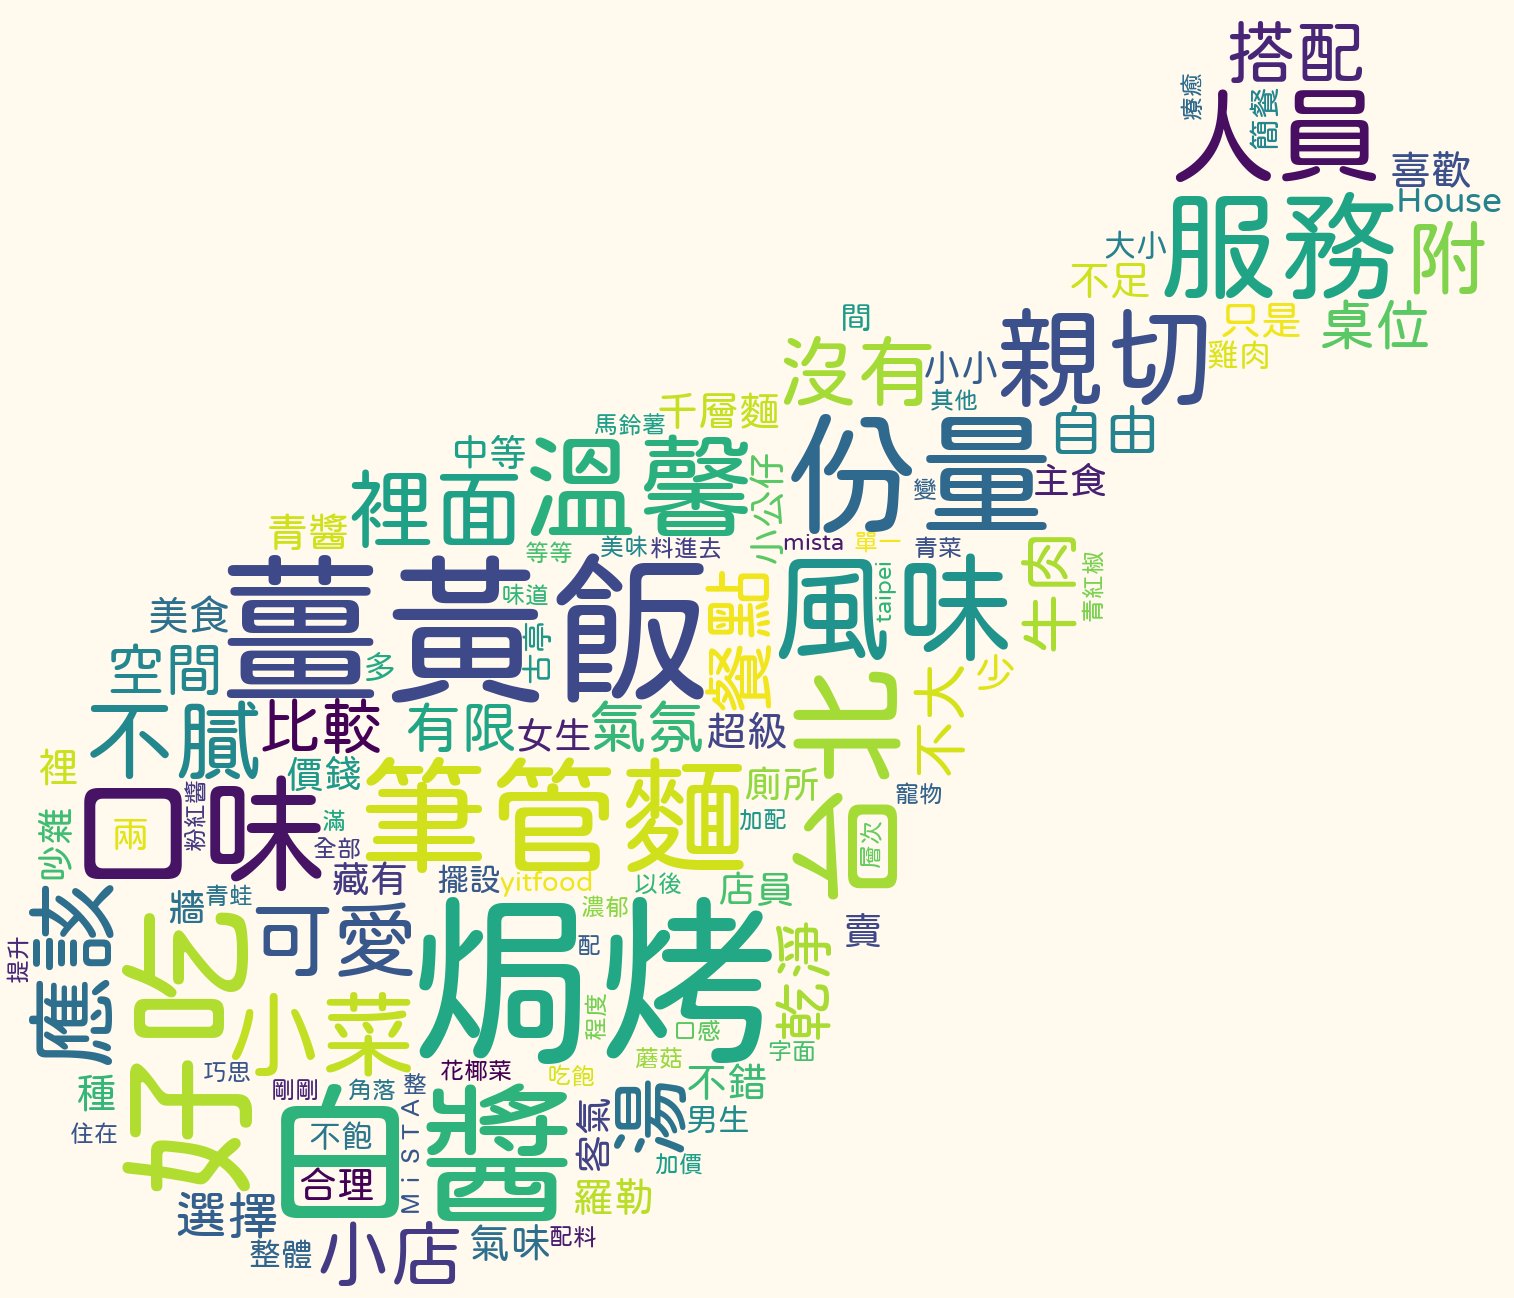 搭配
療癒
簡餐
人員
喜歡
House
服務
附
大小
不足
只是
桌位
間
親切
雞肉
沒有
小小
其他
千層麵
馬鈴薯
自由
中等
溫馨
份量
主食
裡面
小公仔
變
青醬
等等
美味
料進去
mista
單一
青菜
牛肉
青紅椒
薑黃飯
味道
餐點
風味
taipei
美食
古亭
空間
多
少
不膩
比較
有限
女生
氣氛
超級
台北
不大
裡
價錢
筆管麵
廁所
寵物
口味
兩
粉紅醬
滿
加配
吵雜
全部
層次
藏有
擺設
yitfood
以後
店員
應該
牆
青蛙
可愛
濃郁
賣
提升
好吃
焗烤
配
乾淨
小菜
程度
口感
蘑菇
字面
巧思
花椰菜
吃飽
不錯
種
剛剛
角落
整
湯
住在
白醬
不飽
MiSTA
客氣
男生
合理
加價
選擇
羅勒
整體
小店
氣味
配料